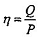 η = Q/P